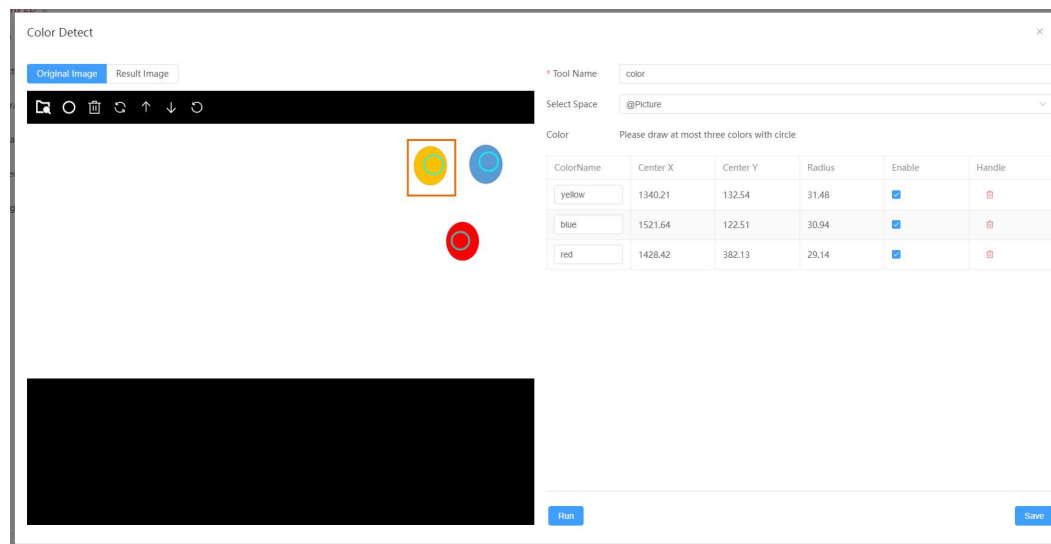 Color Detect
Original Image Result Image
* Tool Name color
Select Space @Picture
Color Please draw at most three colors with circle
ColorName Center X Center Y Radius Enable Handle
yellow 1340.21 132.54 31.48
blue 1521.64 122.51 30.94
red 1428.42 382.13 29.14
Run Save